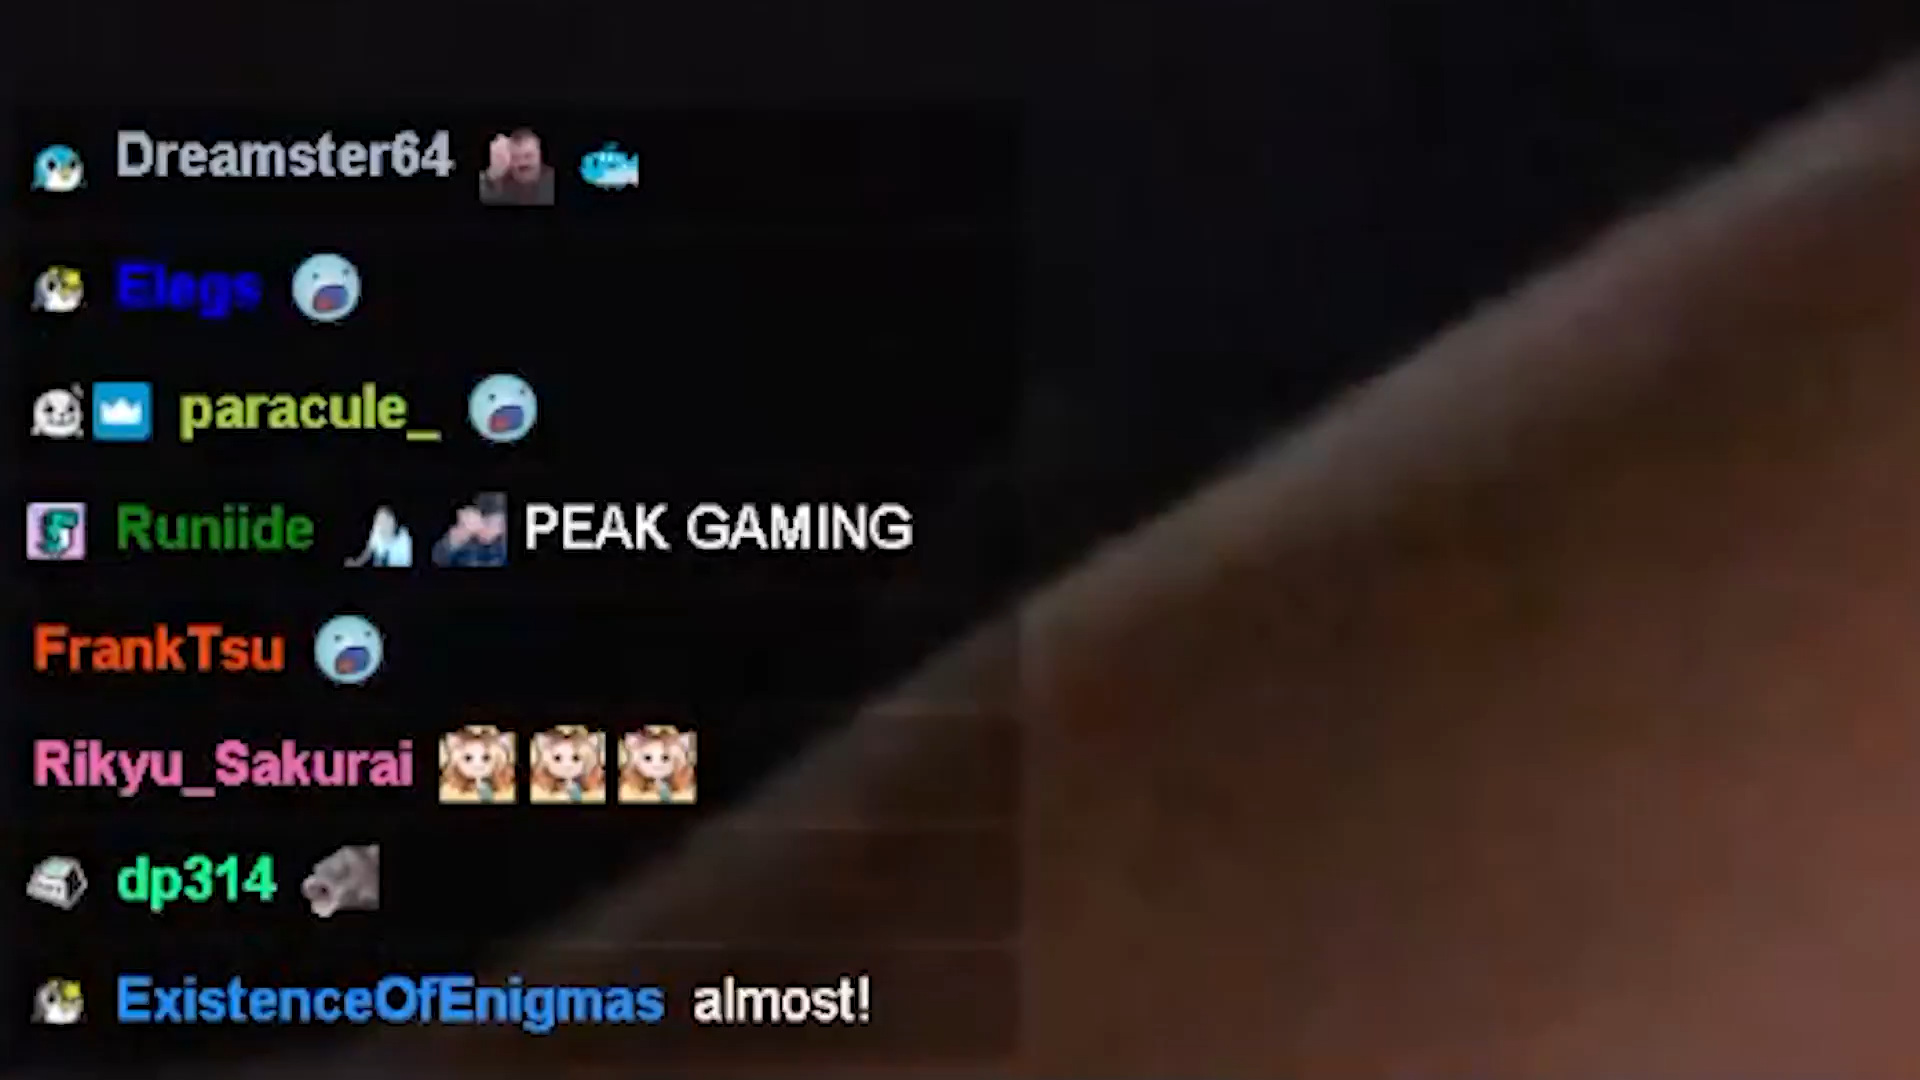 Dreamster64
Elegs
paracule_
Runiide PEAK GAMING
FrankTsu
Rikyu_Sakurai
dp314
ExistenceOfEnigmas almost!